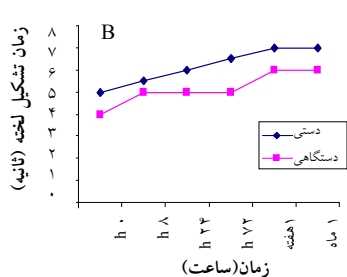 B
زمان تشکیل لخته (ثانیه)
۸
۷
۶
۵
۴
۳
۲
۱
۰
دستی
دستگاهی
h ۰
h ۸
h ۲۴
h ۷۲
۱هفته
۱ ماه
زمان(ساعت)